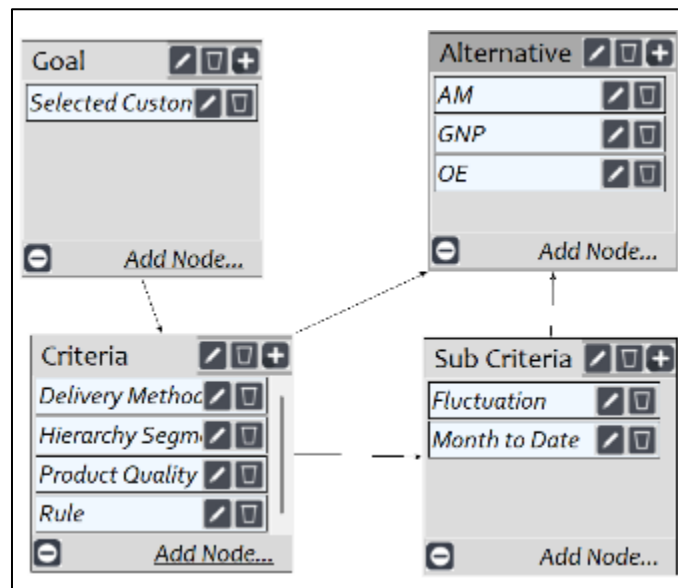 Goal
Selected Custon
Add Node...
Alternative
AM
GNP
OE
Add Node...
Criteria
Delivery Methoc
Hierarchy Segm
Product Quality
Rule
Add Node...
Sub Criteria
Fluctuation
Month to Date
Add Node...